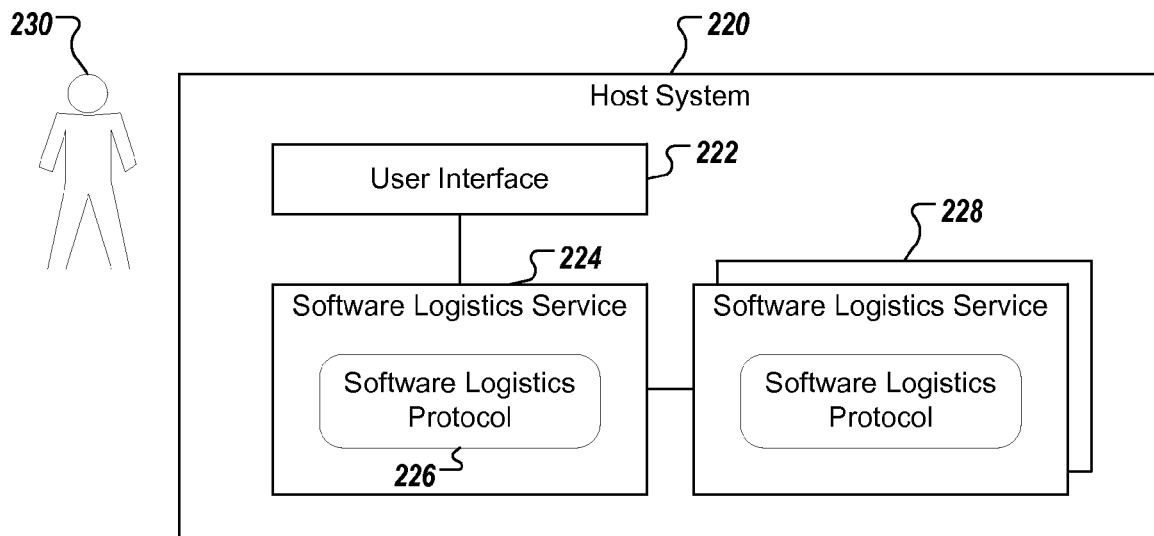 230
220
Host System
User Interface
222
228
224
Software Logistics Service
Software Logistics
Protocol
226
Software Logistics Service
Software Logistics
Protocol